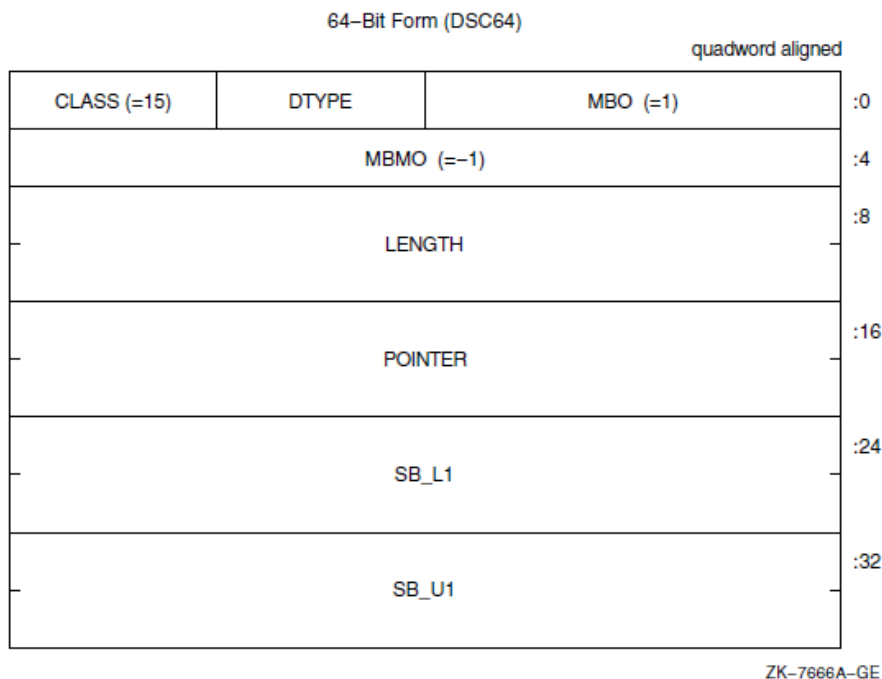 64–Bit Form (DSC64)
quadword aligned
CLASS (=15) DTYPE MBO (=1) :0
MBMO (=–1) :4
:8
LENGTH
:16
POINTER
:24
SB_L1
:32
SB_U1
ZK–7666A–GE